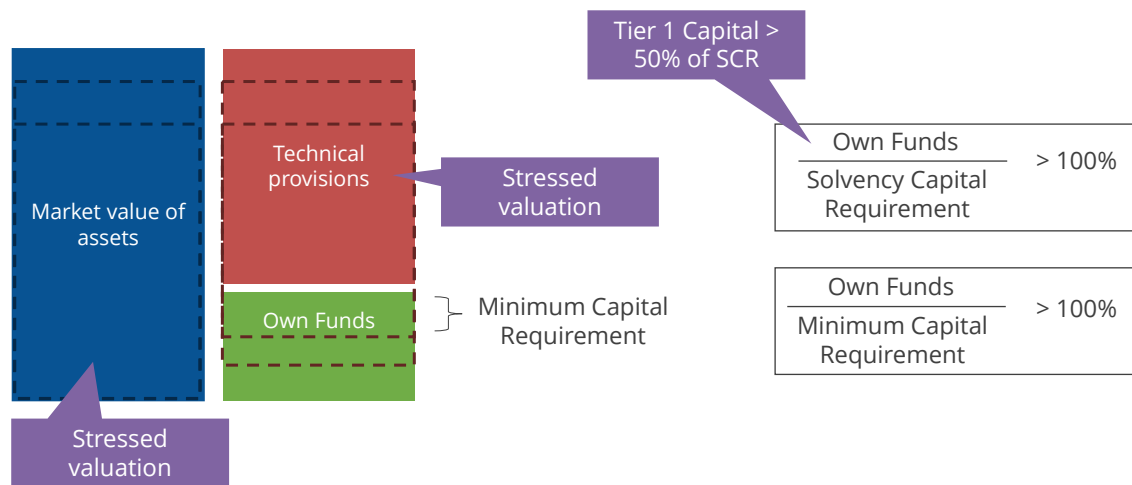 Tier 1 Capital >
50% of SCR
Market value of
assets
Technical
provisions
Stressed
valuation
Own Funds
Minimum Capital
Requirement
Stressed
valuation
Own Funds
Solvency Capital
Requirement
> 100%
Own Funds
Minimum Capital
Requirement
> 100%